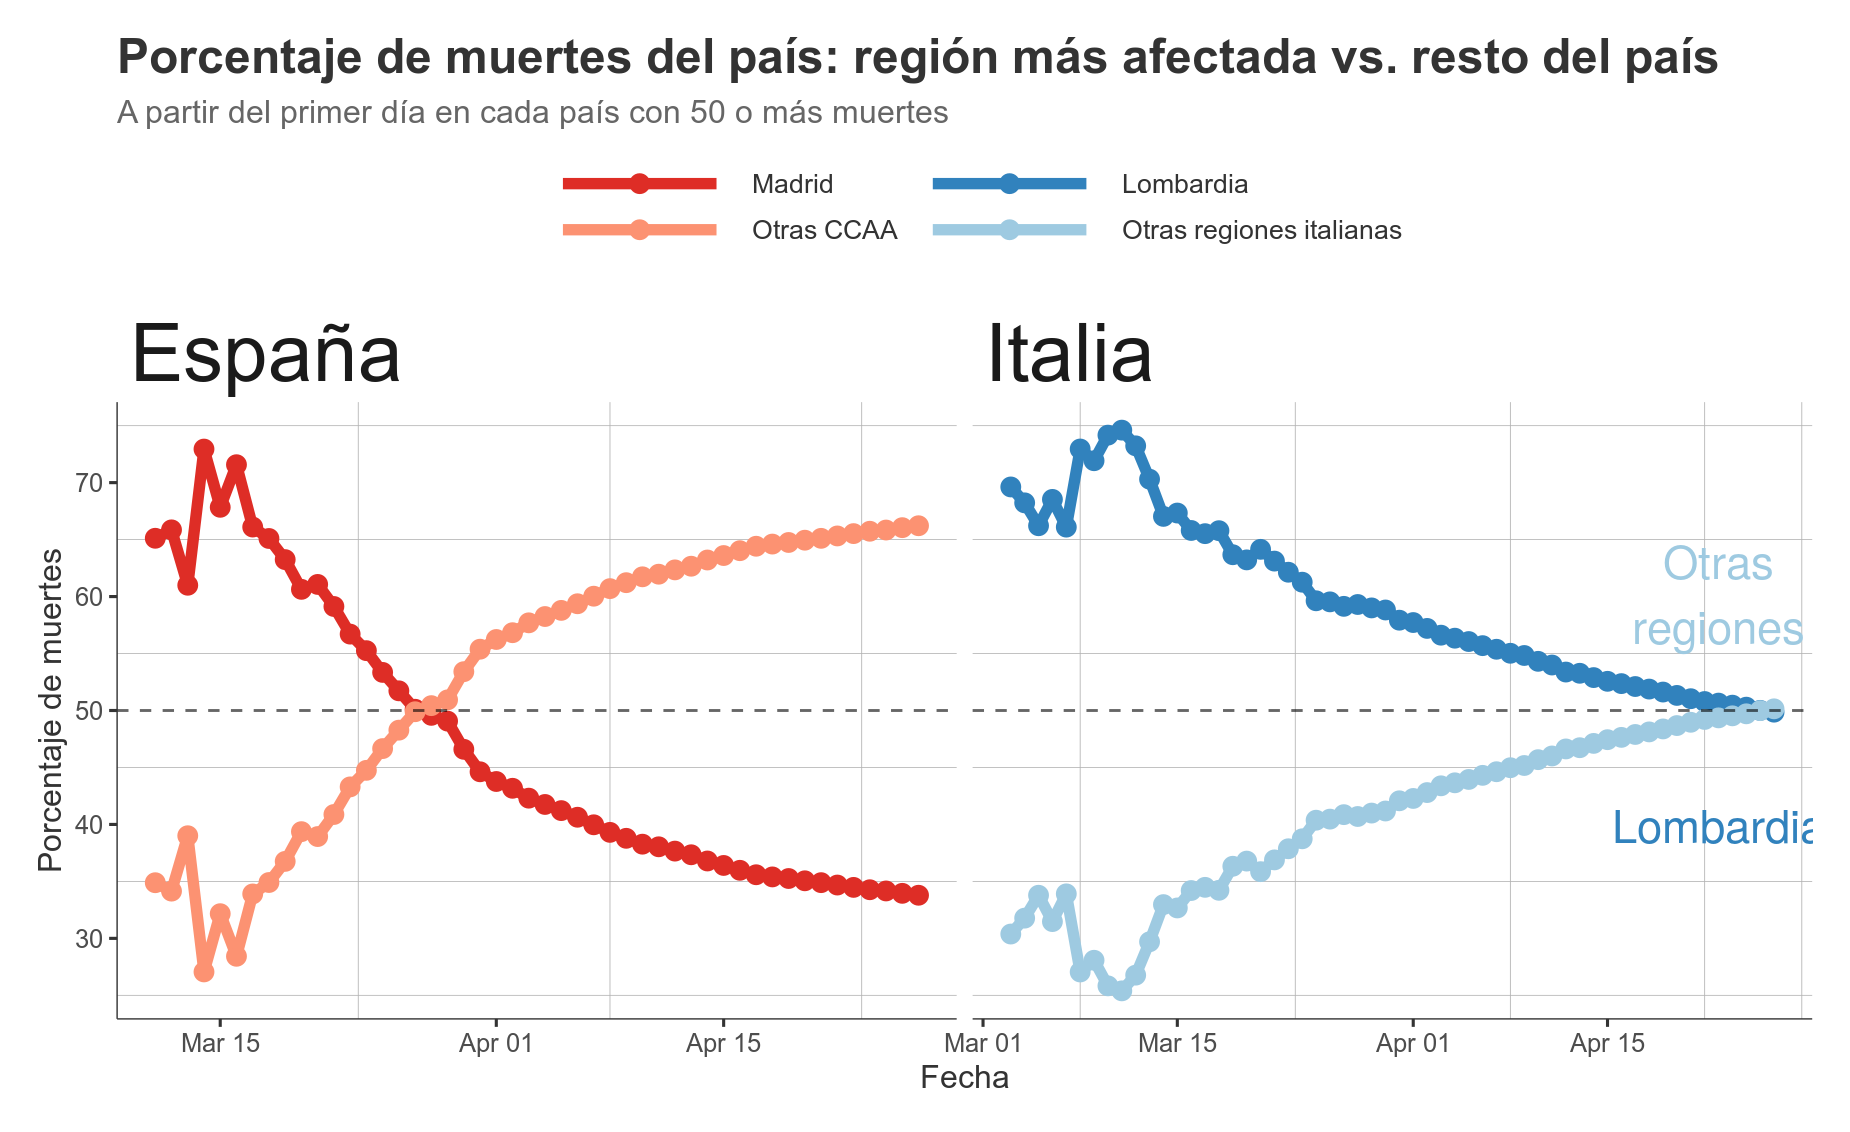 Porcentaje de muertes del país: región más afectada vs. resto del país
A partir del primer día en cada país con 50 o más muertes
Madrid
Lombardia
Otras CCAA
Otras regiones italianas
España
Italia
Porcentaje de muertes
70
60
50
40
30
Otras
regiones
Lombardia
Mar 15
Apr 01
Apr 15
Mar 01
Mar 15
Apr 01
Apr 15
Fecha